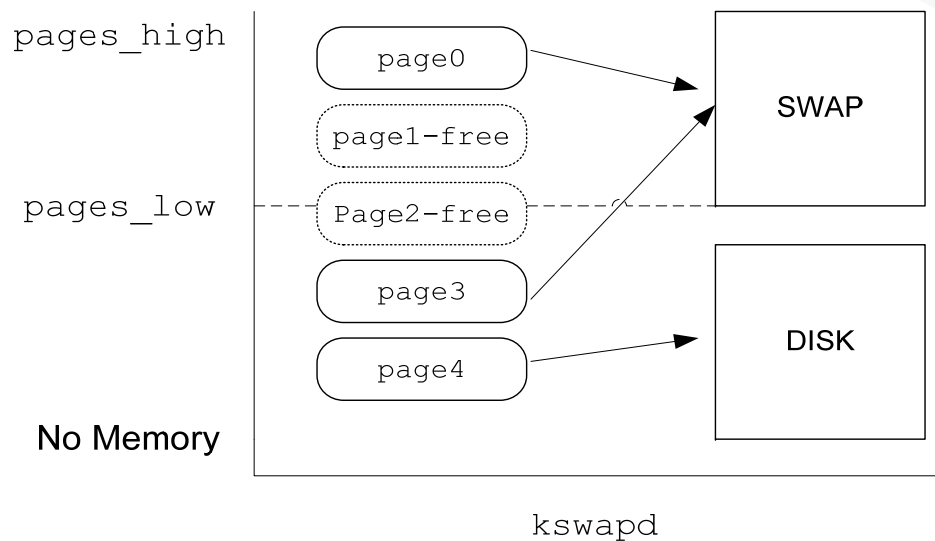 pages_high
page0
SWAP
page1-free
pages_low
Page2-free
page3
DISK
page4
No Memory
kswapd